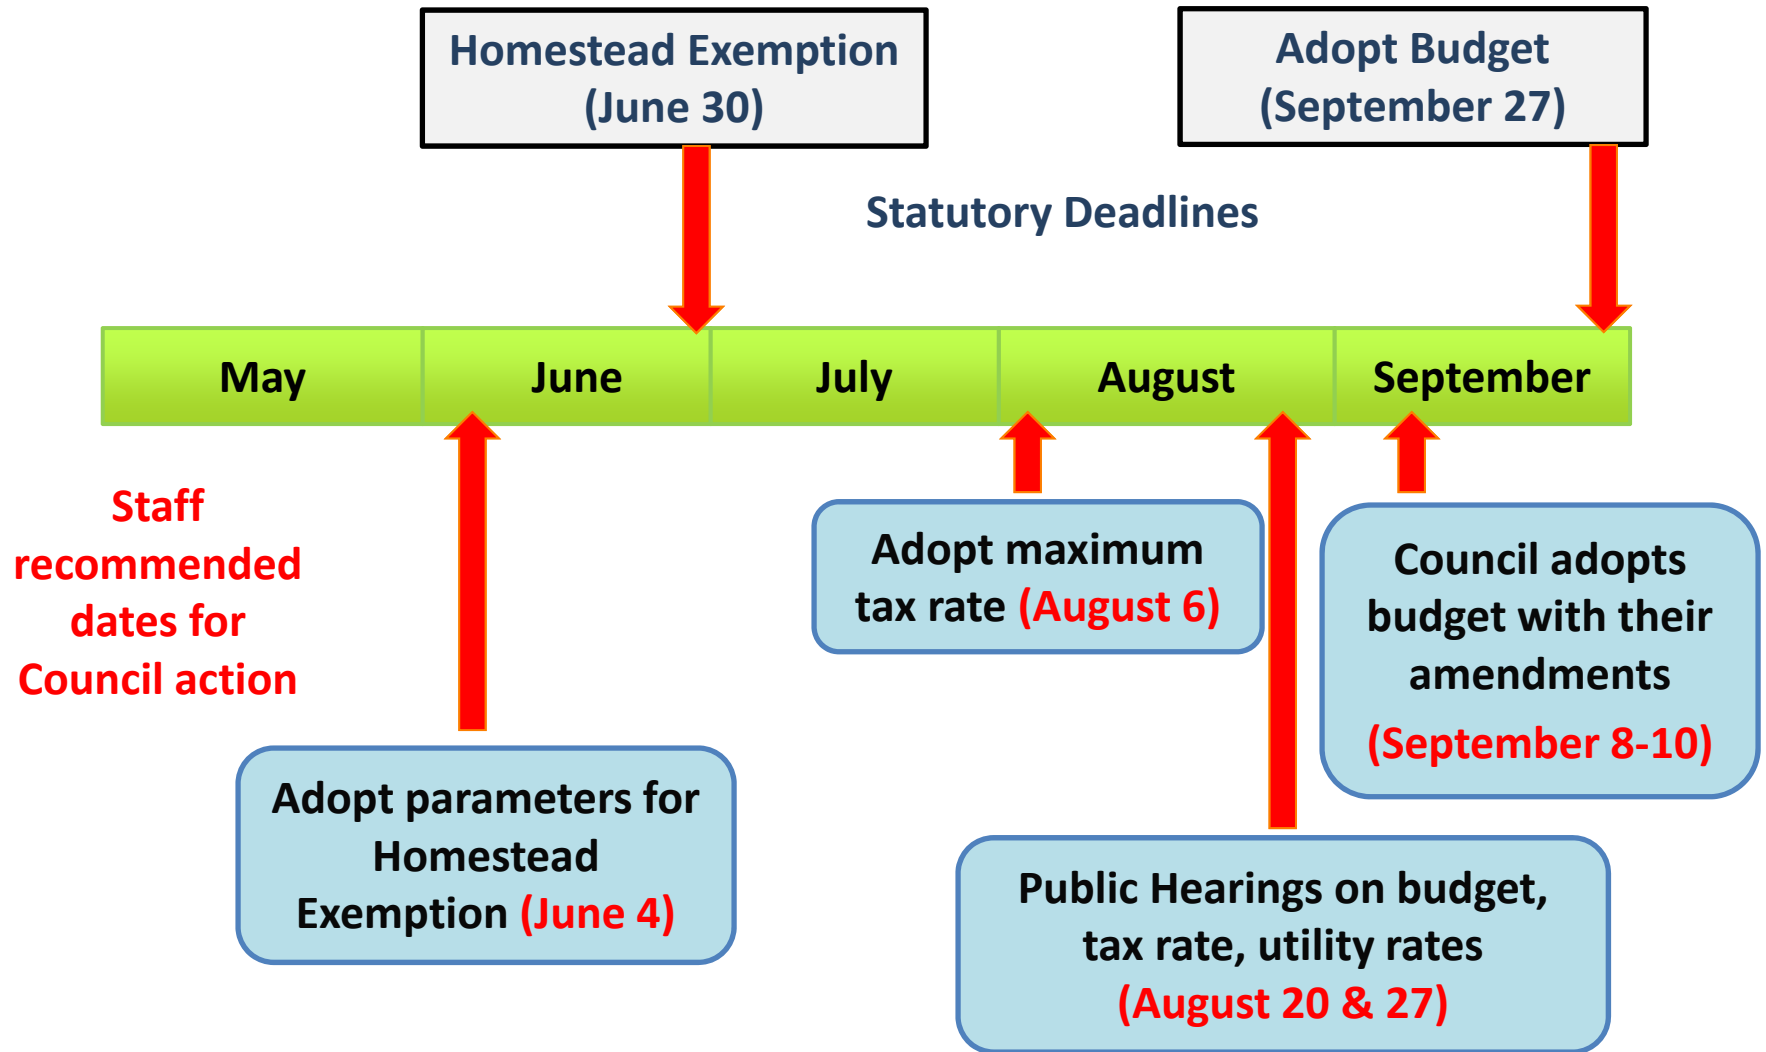 Homestead Exemption
(June 30)
Adopt Budget
(September 27)
Statutory Deadlines
May
June
July
August
September
Staff
recommended
dates for
Council action
Adopt maximum
tax rate (August 6)
Council adopts
budget with their
amendments
(September 8-10)
Adopt parameters for
Homestead
Exemption (June 4)
Public Hearings on budget,
tax rate, utility rates
(August 20 & 27)